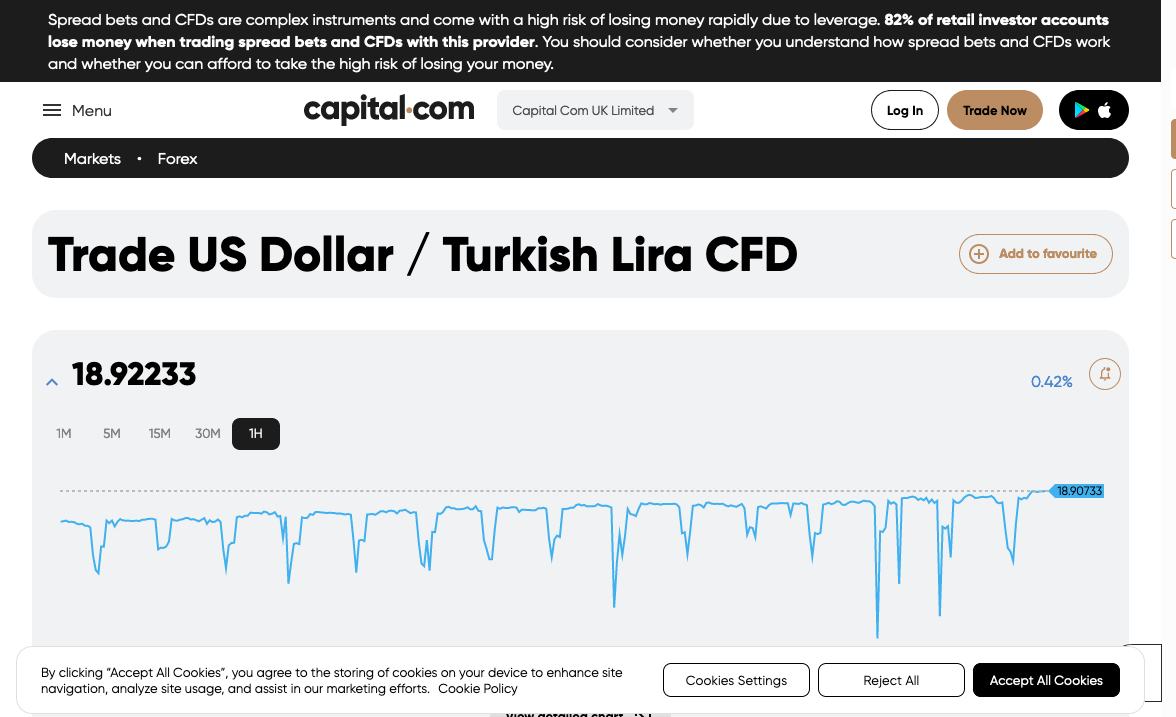 Spread bets and CFDs are complex instruments and come with a high risk of losing money rapidly due to leverage. 82% of retail investor accounts
lose money when trading spread bets and CFDs with this provider. You should consider whether you understand how spread bets and CFDs work
and whether you can afford to take the high risk of losing your money.
Menu
capital.com
Capital Com UK Limited
Log In
Trade Now
Markets • Forex
Trade US Dollar / Turkish Lira CFD
Add to favourite
18.92233
0.42%
1M 5M 15M 30M 1H
18.90733
By clicking “Accept All Cookies”, you agree to the storing of cookies on your device to enhance site
navigation, analyze site usage, and assist in our marketing efforts. Cookie Policy
Cookies Settings
Reject All
Accept All Cookies
View detailed chart